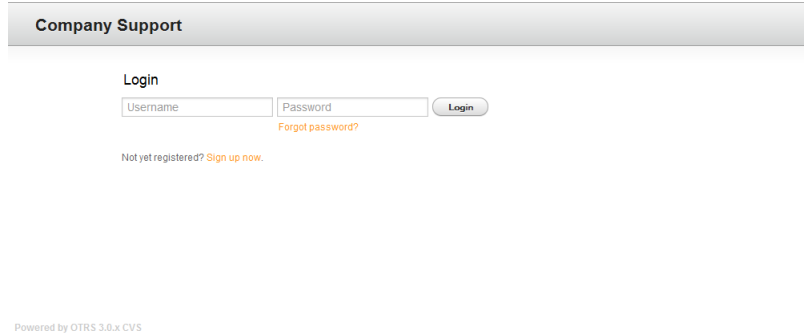 Company Support
Login
Username Password Login
Forgot password?
Not yet registered? Sign up now.
Powered by OTRS 3.0.x CVS